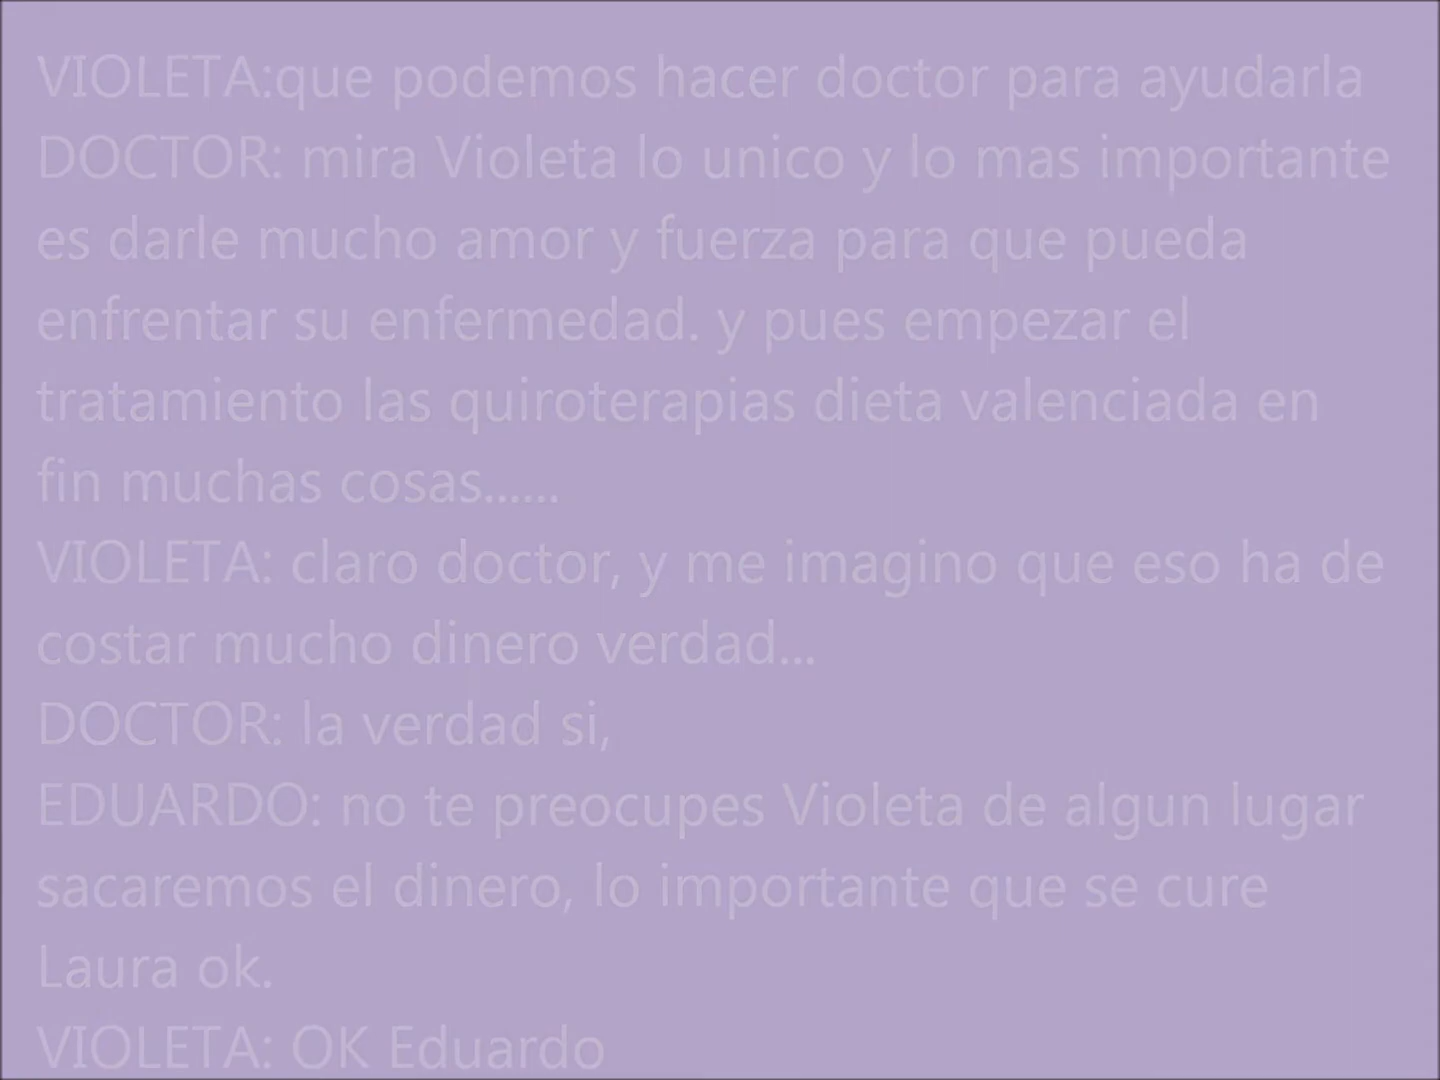 VIOLETA:que podemos hacer doctor para ayudarla
DOCTOR: mira Violeta lo unico y lo mas importante
es darle mucho amor y fuerza para que pueda
enfrentar su enfermedad. y pues empezar el
tratamiento las quiroterapias dieta valenciada en
fin muchas cosas......
VIOLETA: claro doctor, y me imagino que eso ha de
costar mucho dinero verdad...
DOCTOR: la verdad si,
EDUARDO: no te preocupes Violeta de algun lugar
sacaremos el dinero, lo importante que se cure
Laura ok.
VIOLETA: OK Eduardo